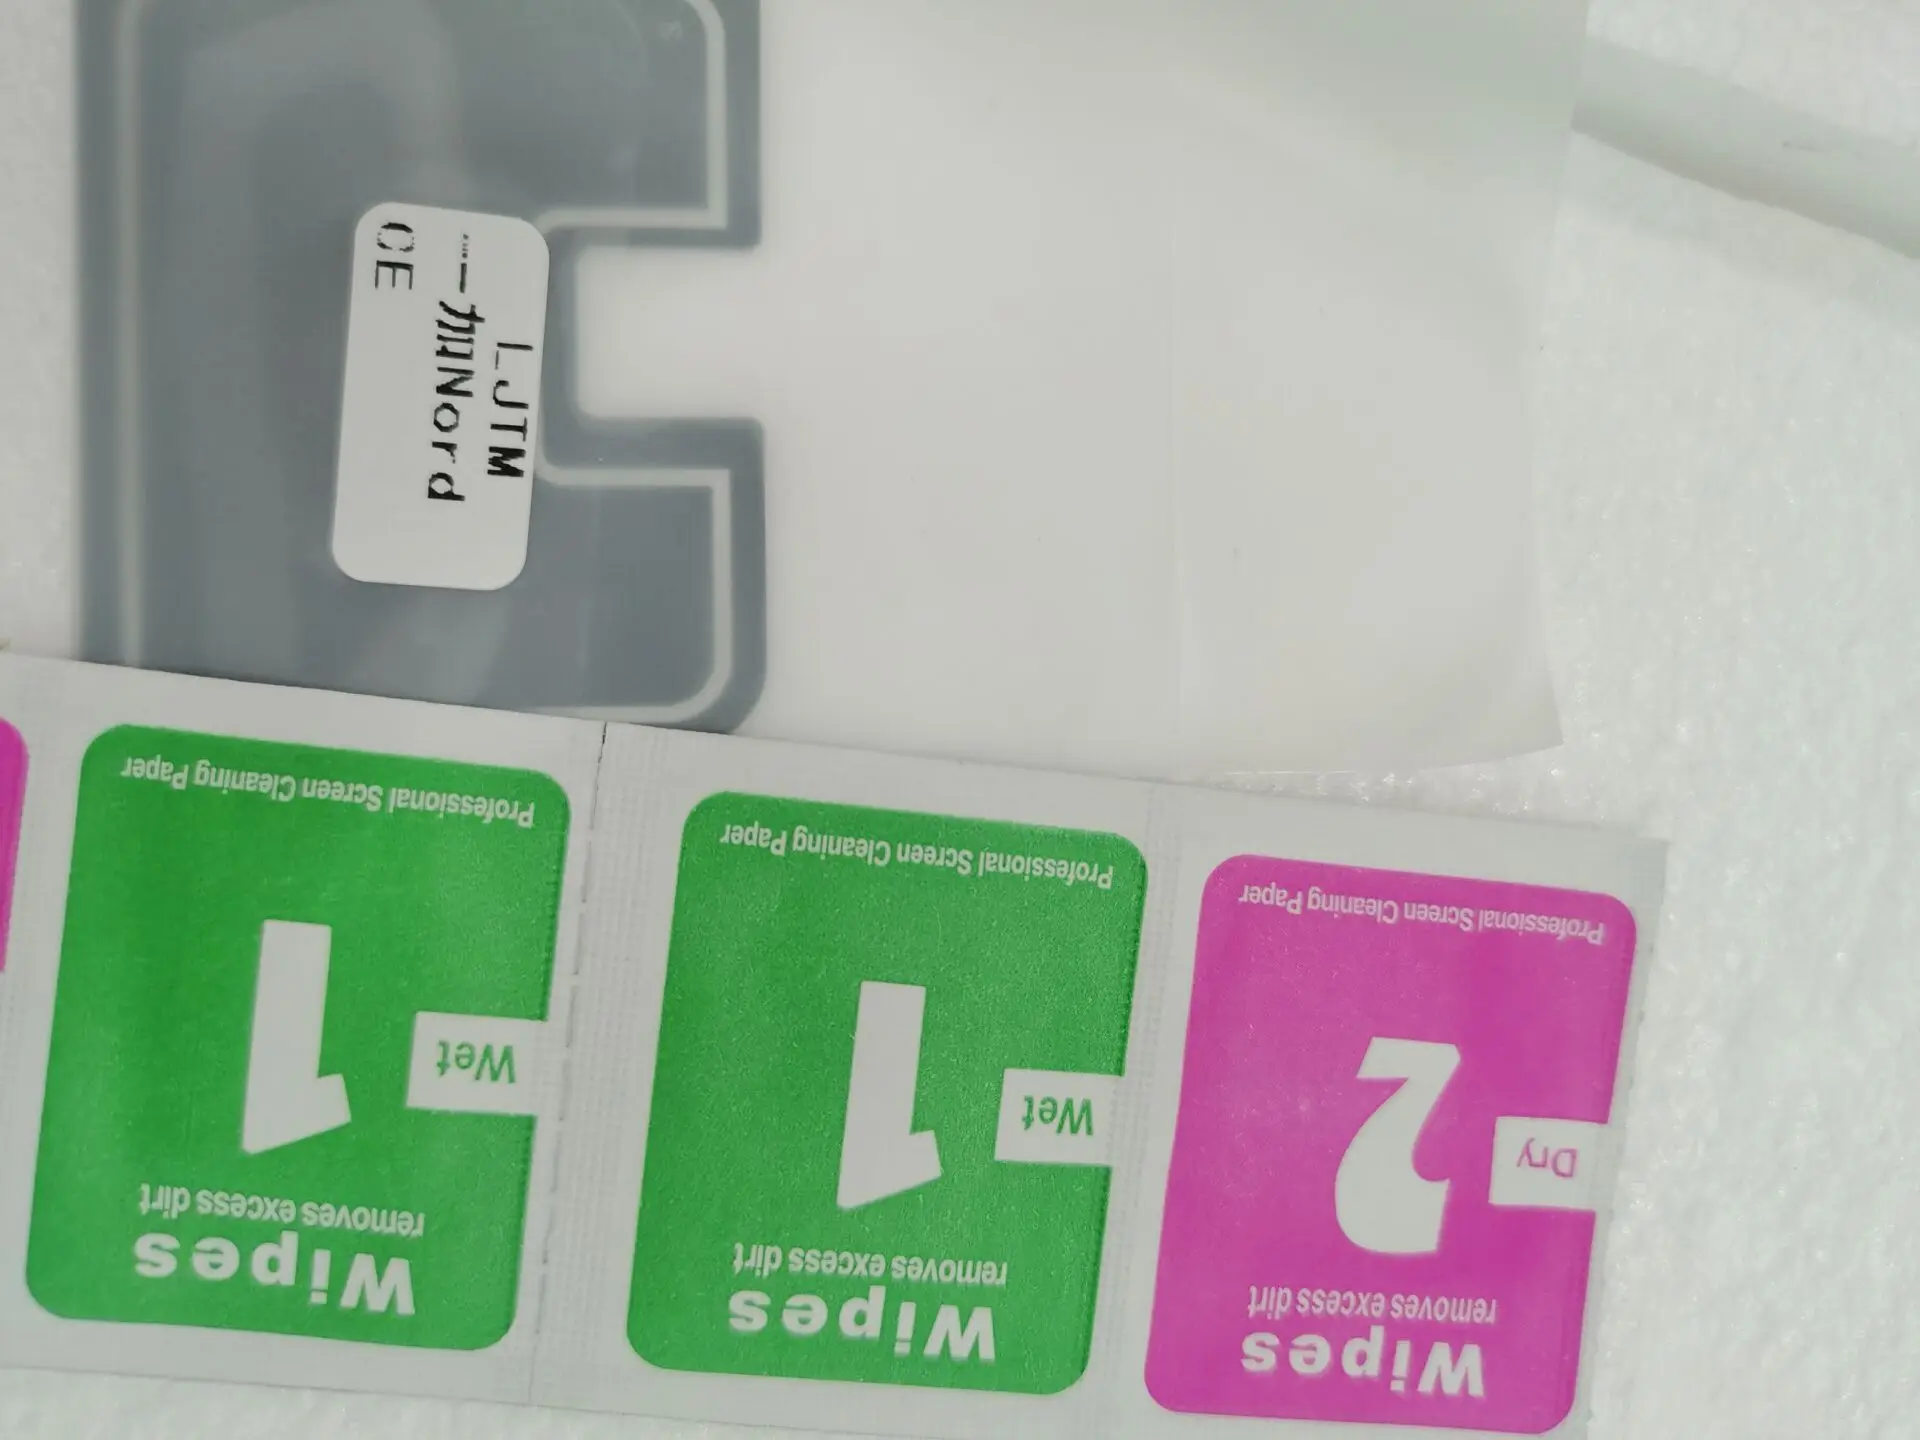 LJTM
一加Nord
CE
Wipes
removes excess dirt
Wet
1
Professional Screen Cleaning Paper
Wipes
removes excess dirt
Wet
1
Professional Screen Cleaning Paper
Wipes
removes excess dirt
Dry
2
Professional Screen Cleaning Paper